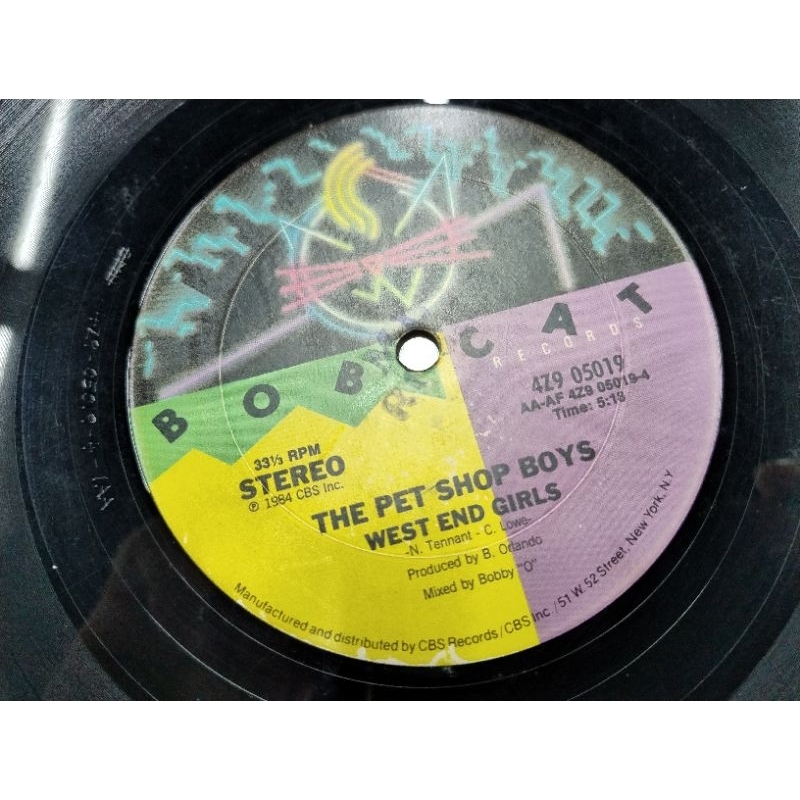 BOBCAT
RECORDS
4Z9 05019
AA-AF 4Z9 05019-4
Time: 5:13
33⅓ RPM
STEREO
℗ 1984 CBS Inc.
THE PET SHOP BOYS
WEST END GIRLS
-N. Tennant - C. Lowe-
Produced by B. Orlando
Mixed by Bobby "O"
Manufactured and distributed by CBS Records/CBS Inc./51 W. 52 Street, New York, N.Y.